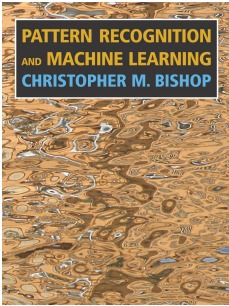 PATTERN RECOGNITION
AND MACHINE LEARNING
CHRISTOPHER M. BISHOP